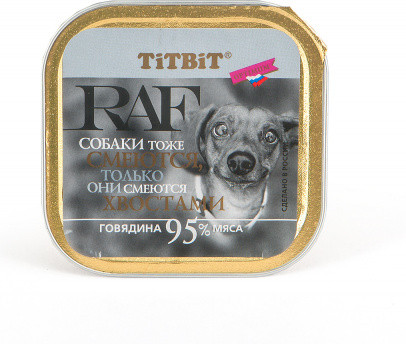 TiTBiT®
RAF
СОБАКИ ТОЖЕ
СМЕЮТСЯ,
ТОЛЬКО
ОНИ СМЕЮТСЯ
ХВОСТАМИ
ГОВЯДИНА 95% МЯСА
СДЕЛАНО В РОССИИ